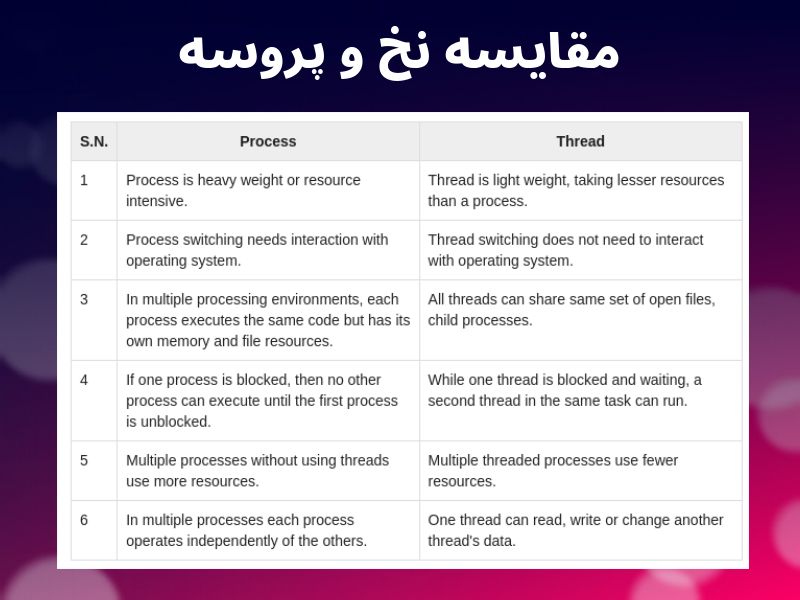 مقایسه نخ و پروسه
S.N. Process Thread
1 Process is heavy weight or resource intensive. Thread is light weight, taking lesser resources than a process.
2 Process switching needs interaction with operating system. Thread switching does not need to interact with operating system.
3 In multiple processing environments, each process executes the same code but has its own memory and file resources. All threads can share same set of open files, child processes.
4 If one process is blocked, then no other process can execute until the first process is unblocked. While one thread is blocked and waiting, a second thread in the same task can run.
5 Multiple processes without using threads use more resources. Multiple threaded processes use fewer resources.
6 In multiple processes each process operates independently of the others. One thread can read, write or change another thread's data.